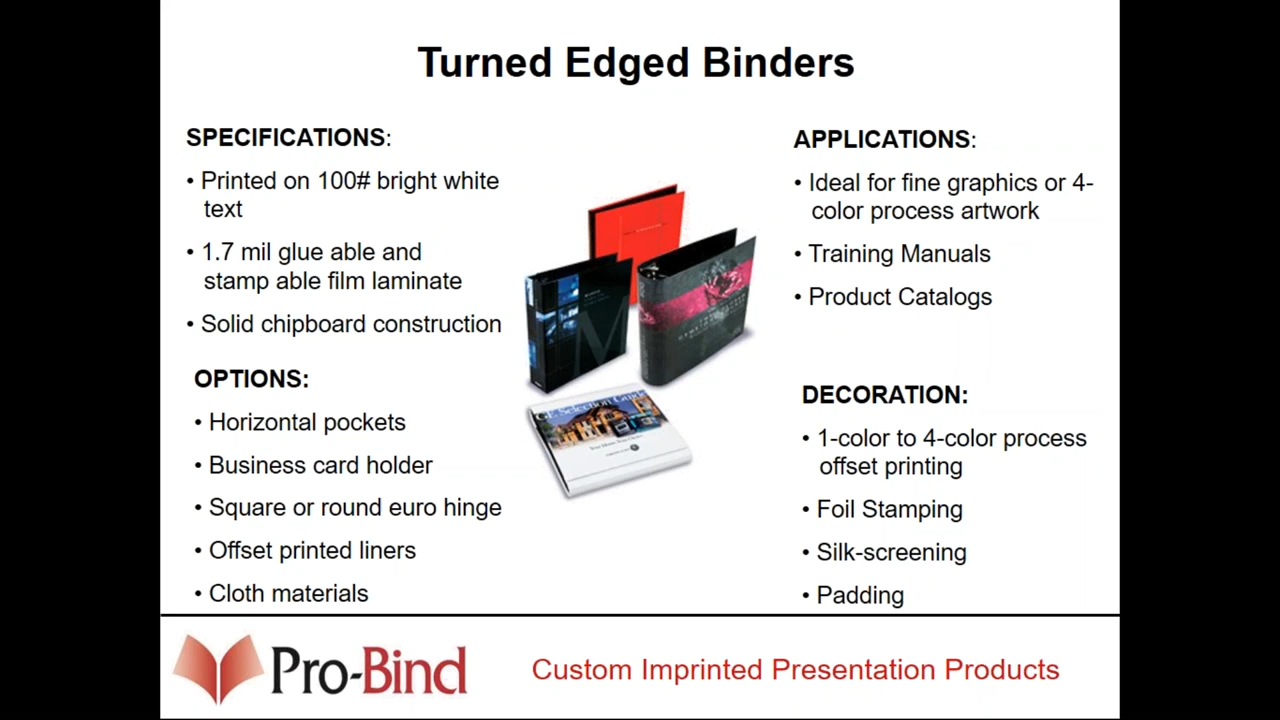 Turned Edged Binders
SPECIFICATIONS:
• Printed on 100# bright white
text
• 1.7 mil glue able and
stamp able film laminate
• Solid chipboard construction
OPTIONS:
• Horizontal pockets
• Business card holder
• Square or round euro hinge
• Offset printed liners
• Cloth materials
APPLICATIONS:
• Ideal for fine graphics or 4-
color process artwork
• Training Manuals
• Product Catalogs
DECORATION:
• 1-color to 4-color process
offset printing
• Foil Stamping
• Silk-screening
• Padding
M
Selection Guide
Pro-Bind
Custom Imprinted Presentation Products